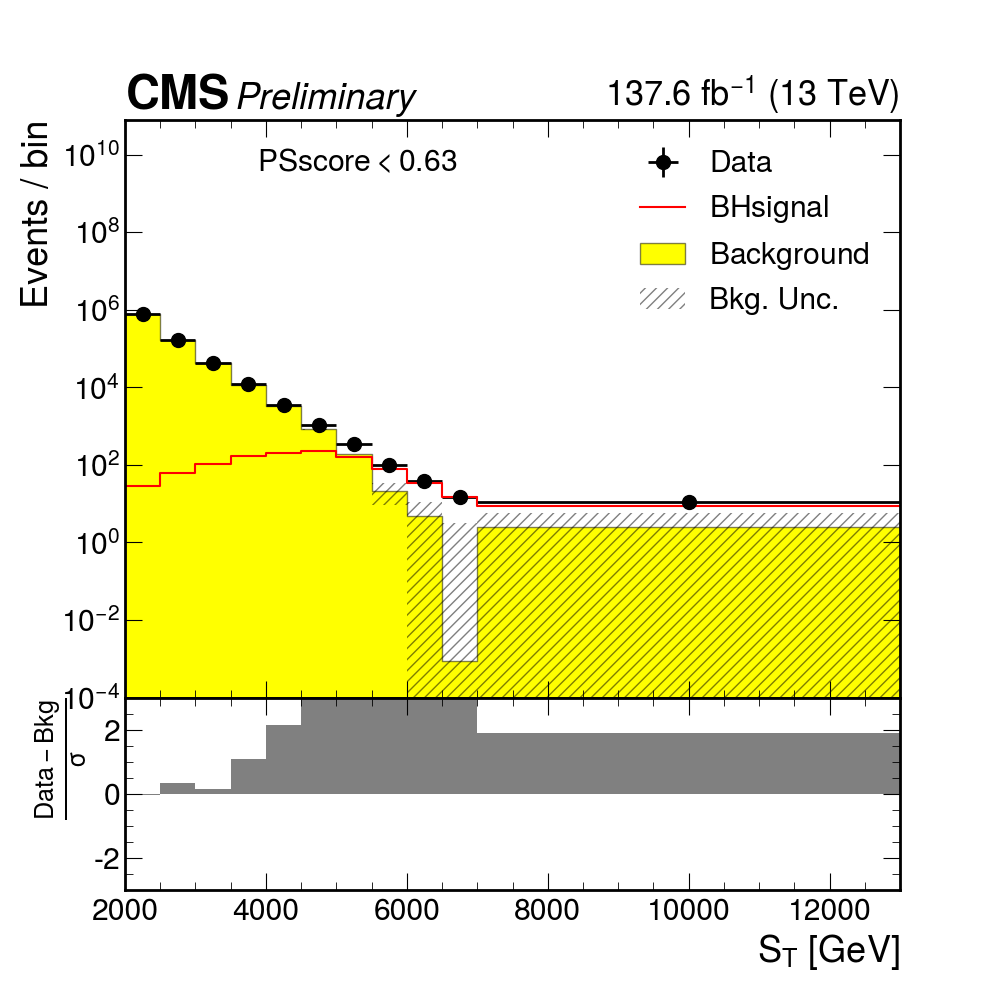 CMS Preliminary 137.6 fb⁻¹ (13 TeV)
Events / bin
PSscore < 0.63
Data
BHsignal
Background
Bkg. Unc.
10¹⁰
10⁸
10⁶
10⁴
10²
10⁰
10⁻²
10⁻⁴
Data − Bkg
σ
2
0
-2
2000 4000 6000 8000 10000 12000
S_T [GeV]